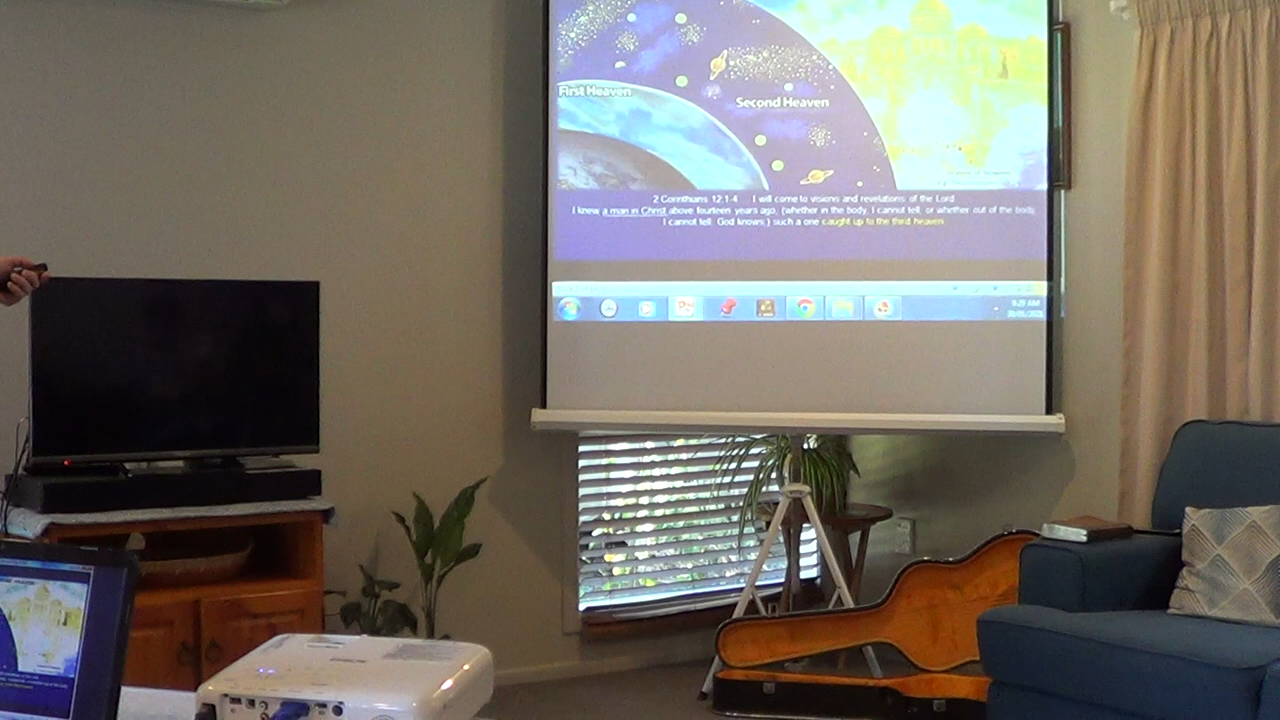 First Heaven
Second Heaven
2 Corinthians 12:1-4 I will come to visions and revelations of the Lord
I knew a man in Christ above fourteen years ago, (whether in the body, I cannot tell; or whether out of the body,
I cannot tell: God knows;) such a one caught up to the third heaven